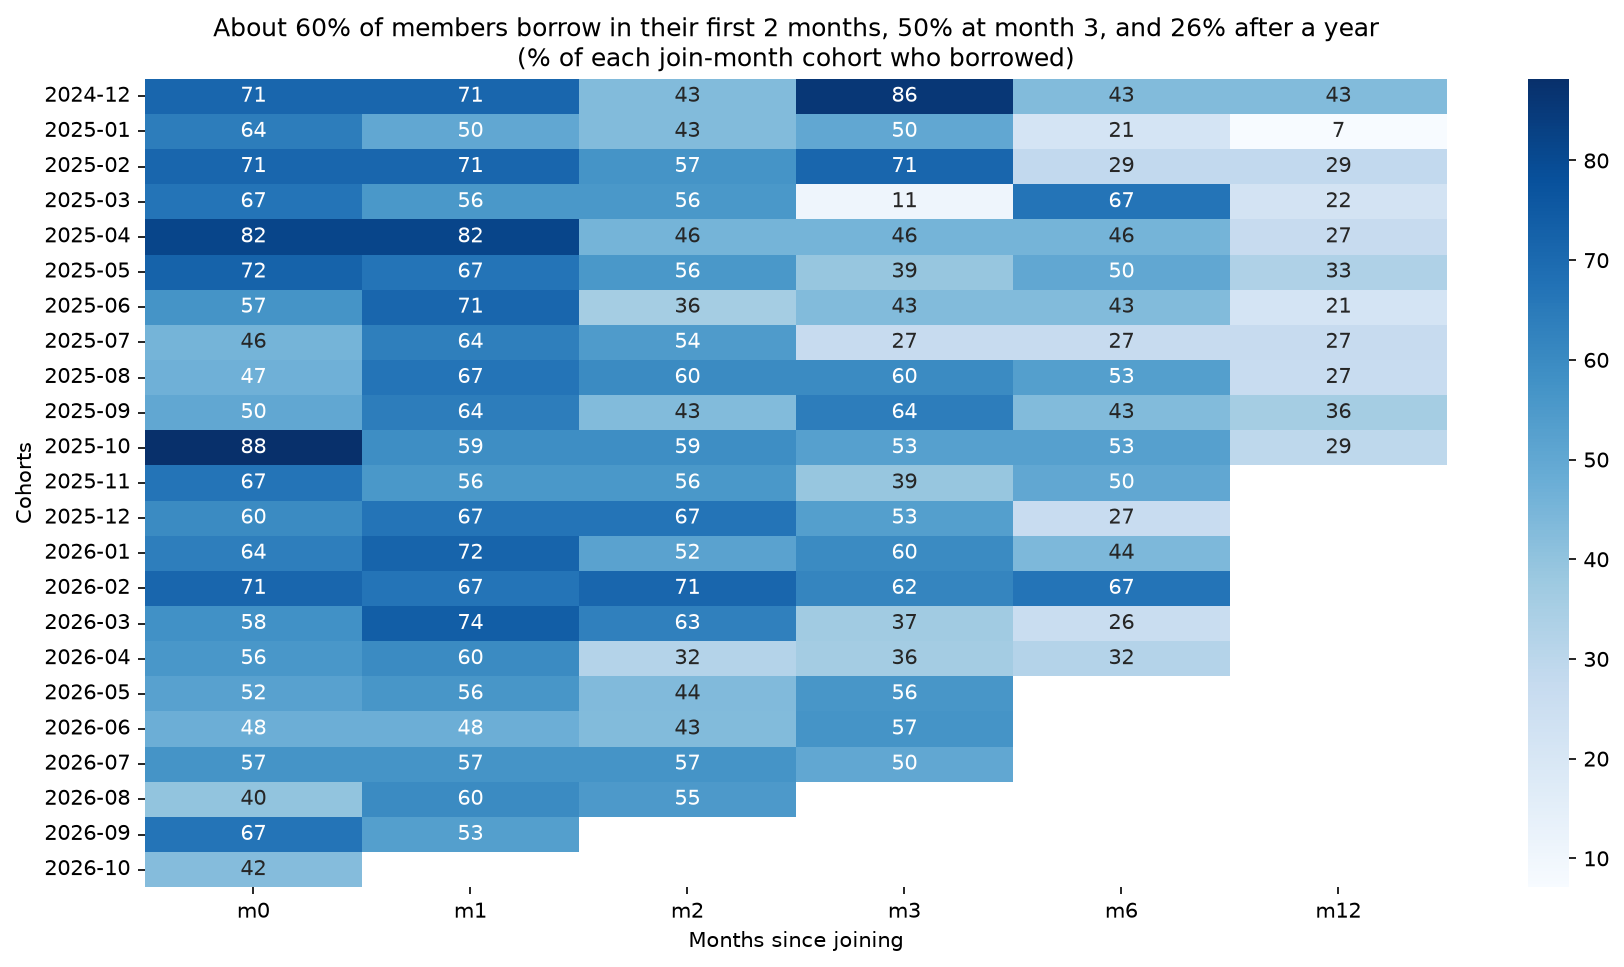 About 60% of members borrow in their first 2 months, 50% at month 3, and 26% after a year
(% of each join-month cohort who borrowed)
Cohorts
2024-12 71 71 43 86 43 43
2025-01 64 50 43 50 21 7
2025-02 71 71 57 71 29 29
2025-03 67 56 56 11 67 22
2025-04 82 82 46 46 46 27
2025-05 72 67 56 39 50 33
2025-06 57 71 36 43 43 21
2025-07 46 64 54 27 27 27
2025-08 47 67 60 60 53 27
2025-09 50 64 43 64 43 36
2025-10 88 59 59 53 53 29
2025-11 67 56 56 39 50
2025-12 60 67 67 53 27
2026-01 64 72 52 60 44
2026-02 71 67 71 62 67
2026-03 58 74 63 37 26
2026-04 56 60 32 36 32
2026-05 52 56 44 56
2026-06 48 48 43 57
2026-07 57 57 57 50
2026-08 40 60 55
2026-09 67 53
2026-10 42
m0 m1 m2 m3 m6 m12
Months since joining
80
70
60
50
40
30
20
10